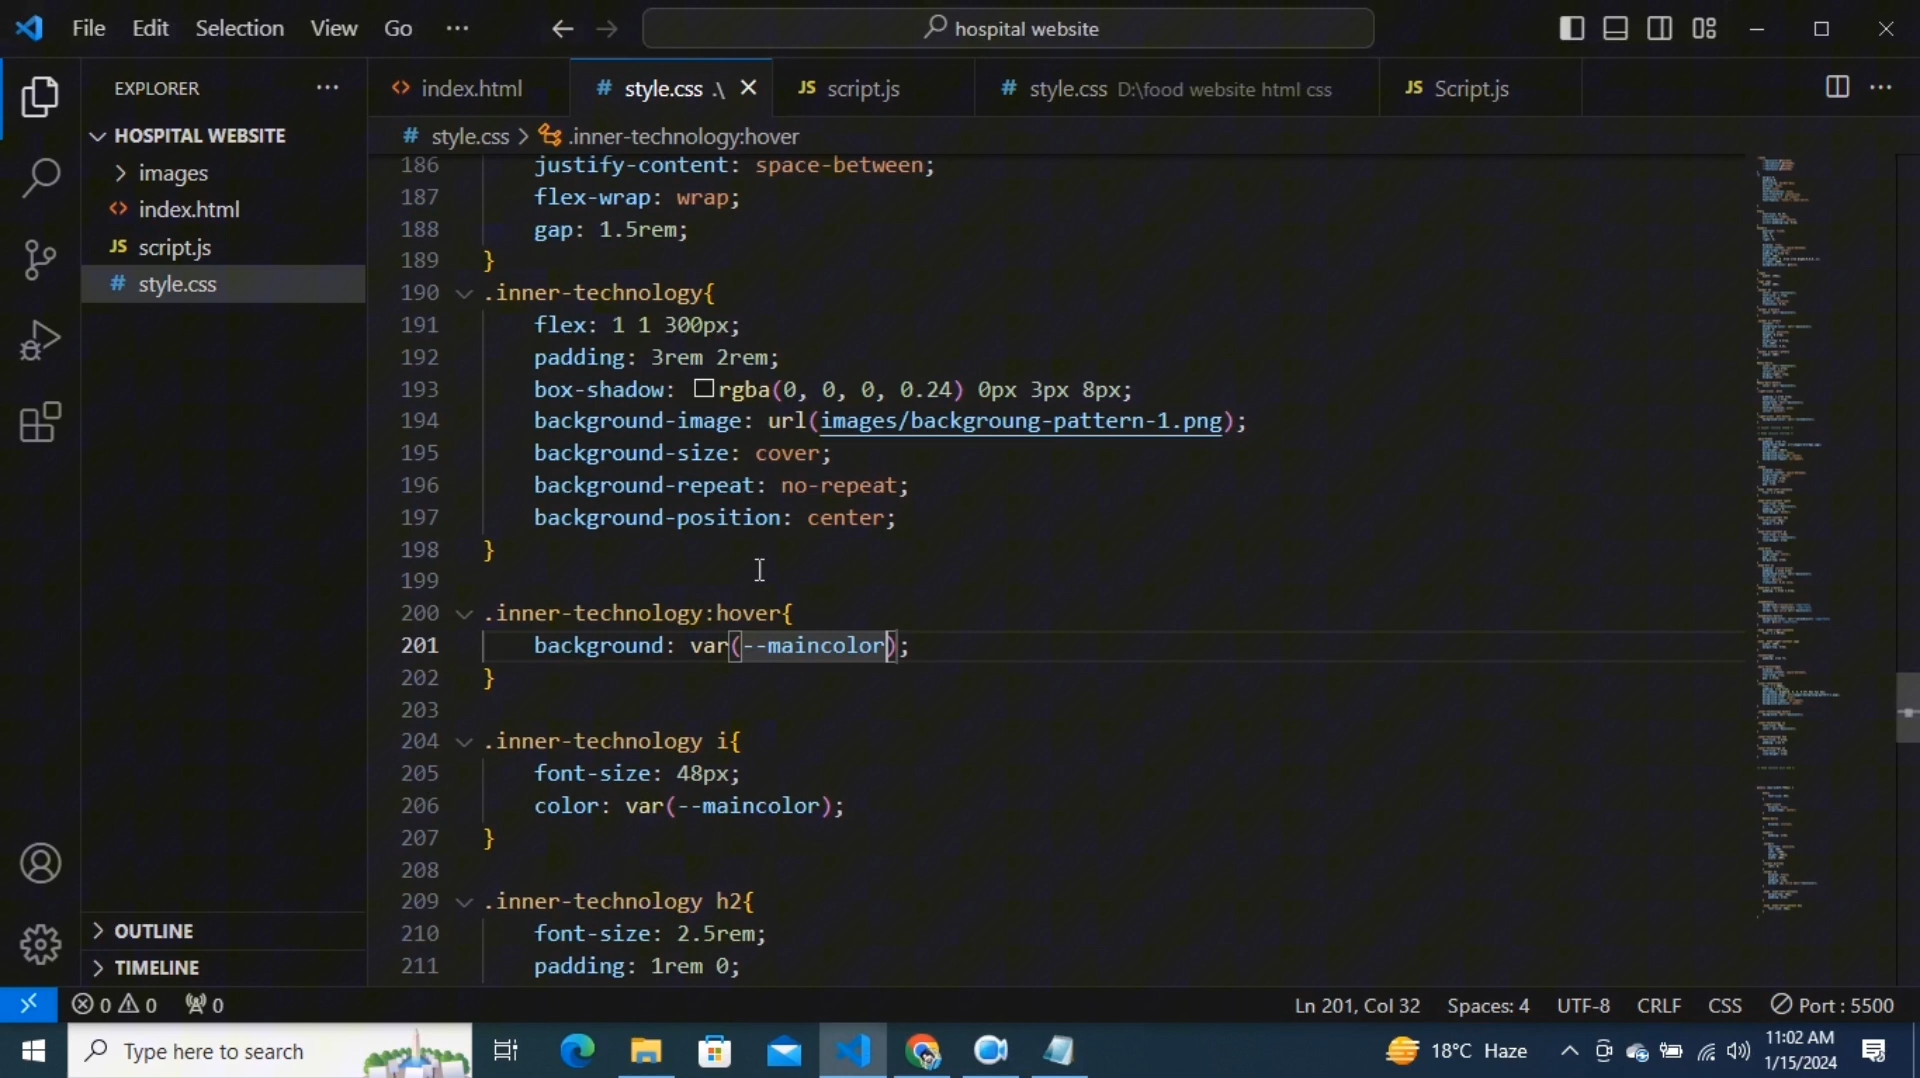 File Edit Selection View Go ··· hospital website
EXPLORER ···
HOSPITAL WEBSITE
images
index.html
JS script.js
# style.css
OUTLINE
TIMELINE
<> index.html # style.css .\ JS script.js # style.css D:\food website html css JS Script.js
# style.css > .inner-technology:hover
186 justify-content: space-between;
187 flex-wrap: wrap;
188 gap: 1.5rem;
189 }
190 .inner-technology{
191 flex: 1 1 300px;
192 padding: 3rem 2rem;
193 box-shadow: rgba(0, 0, 0, 0.24) 0px 3px 8px;
194 background-image: url(images/backgroung-pattern-1.png);
195 background-size: cover;
196 background-repeat: no-repeat;
197 background-position: center;
198 }
199
200 .inner-technology:hover{
201 background: var(--maincolor);
202 }
203
204 .inner-technology i{
205 font-size: 48px;
206 color: var(--maincolor);
207 }
208
209 .inner-technology h2{
210 font-size: 2.5rem;
211 padding: 1rem 0;
0 0 0 Ln 201, Col 32 Spaces: 4 UTF-8 CRLF CSS Port : 5500
Type here to search 18°C Haze 11:02 AM
1/15/2024